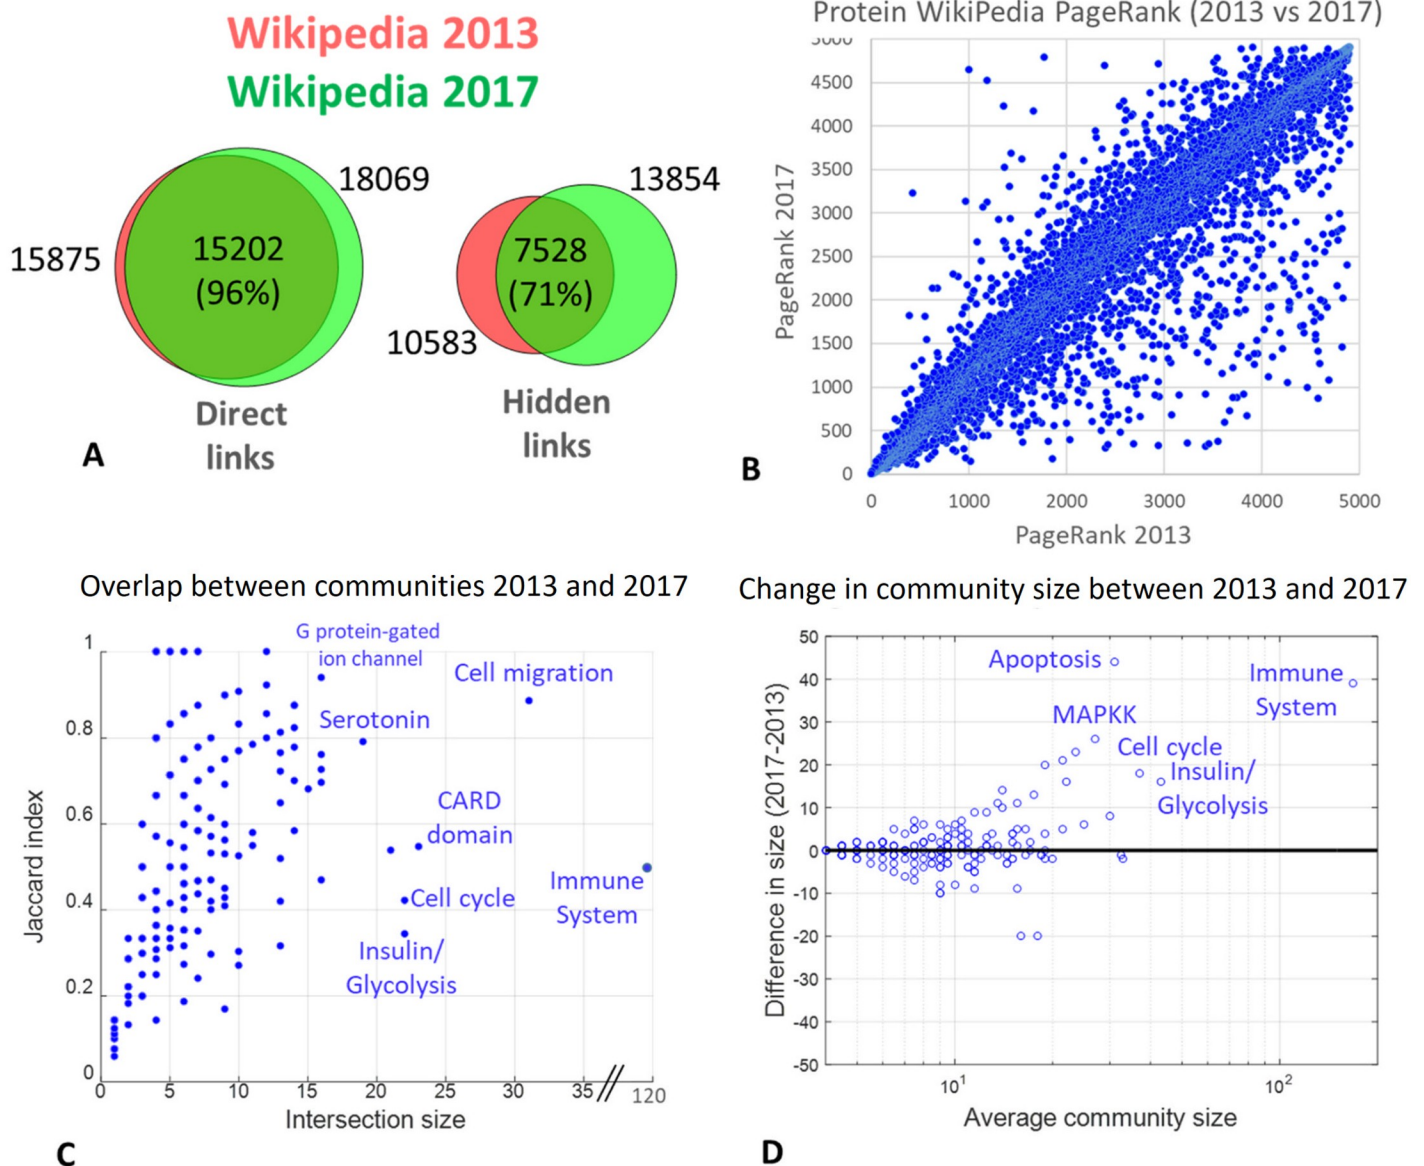 Wikipedia 2013
Wikipedia 2017
15875
15202
(96%)
18069
Direct
links
10583
7528
(71%)
13854
Hidden
links
A
Protein WikiPedia PageRank (2013 vs 2017)
PageRank 2017
5000
4500
4000
3500
3000
2500
2000
1500
1000
500
0
0 1000 2000 3000 4000 5000
PageRank 2013
B
Overlap between communities 2013 and 2017
Jaccard index
1
0.8
0.6
0.4
0.2
0
G protein-gated
ion channel
Cell migration
Serotonin
CARD
domain
Immune
System
Cell cycle
Insulin/
Glycolysis
0 5 10 15 20 25 30 35 // 120
Intersection size
C
Change in community size between 2013 and 2017
Difference in size (2017-2013)
50
40
30
20
10
0
-10
-20
-30
-40
-50
Apoptosis
Immune
System
MAPKK
Cell cycle
Insulin/
Glycolysis
10¹ 10²
Average community size
D